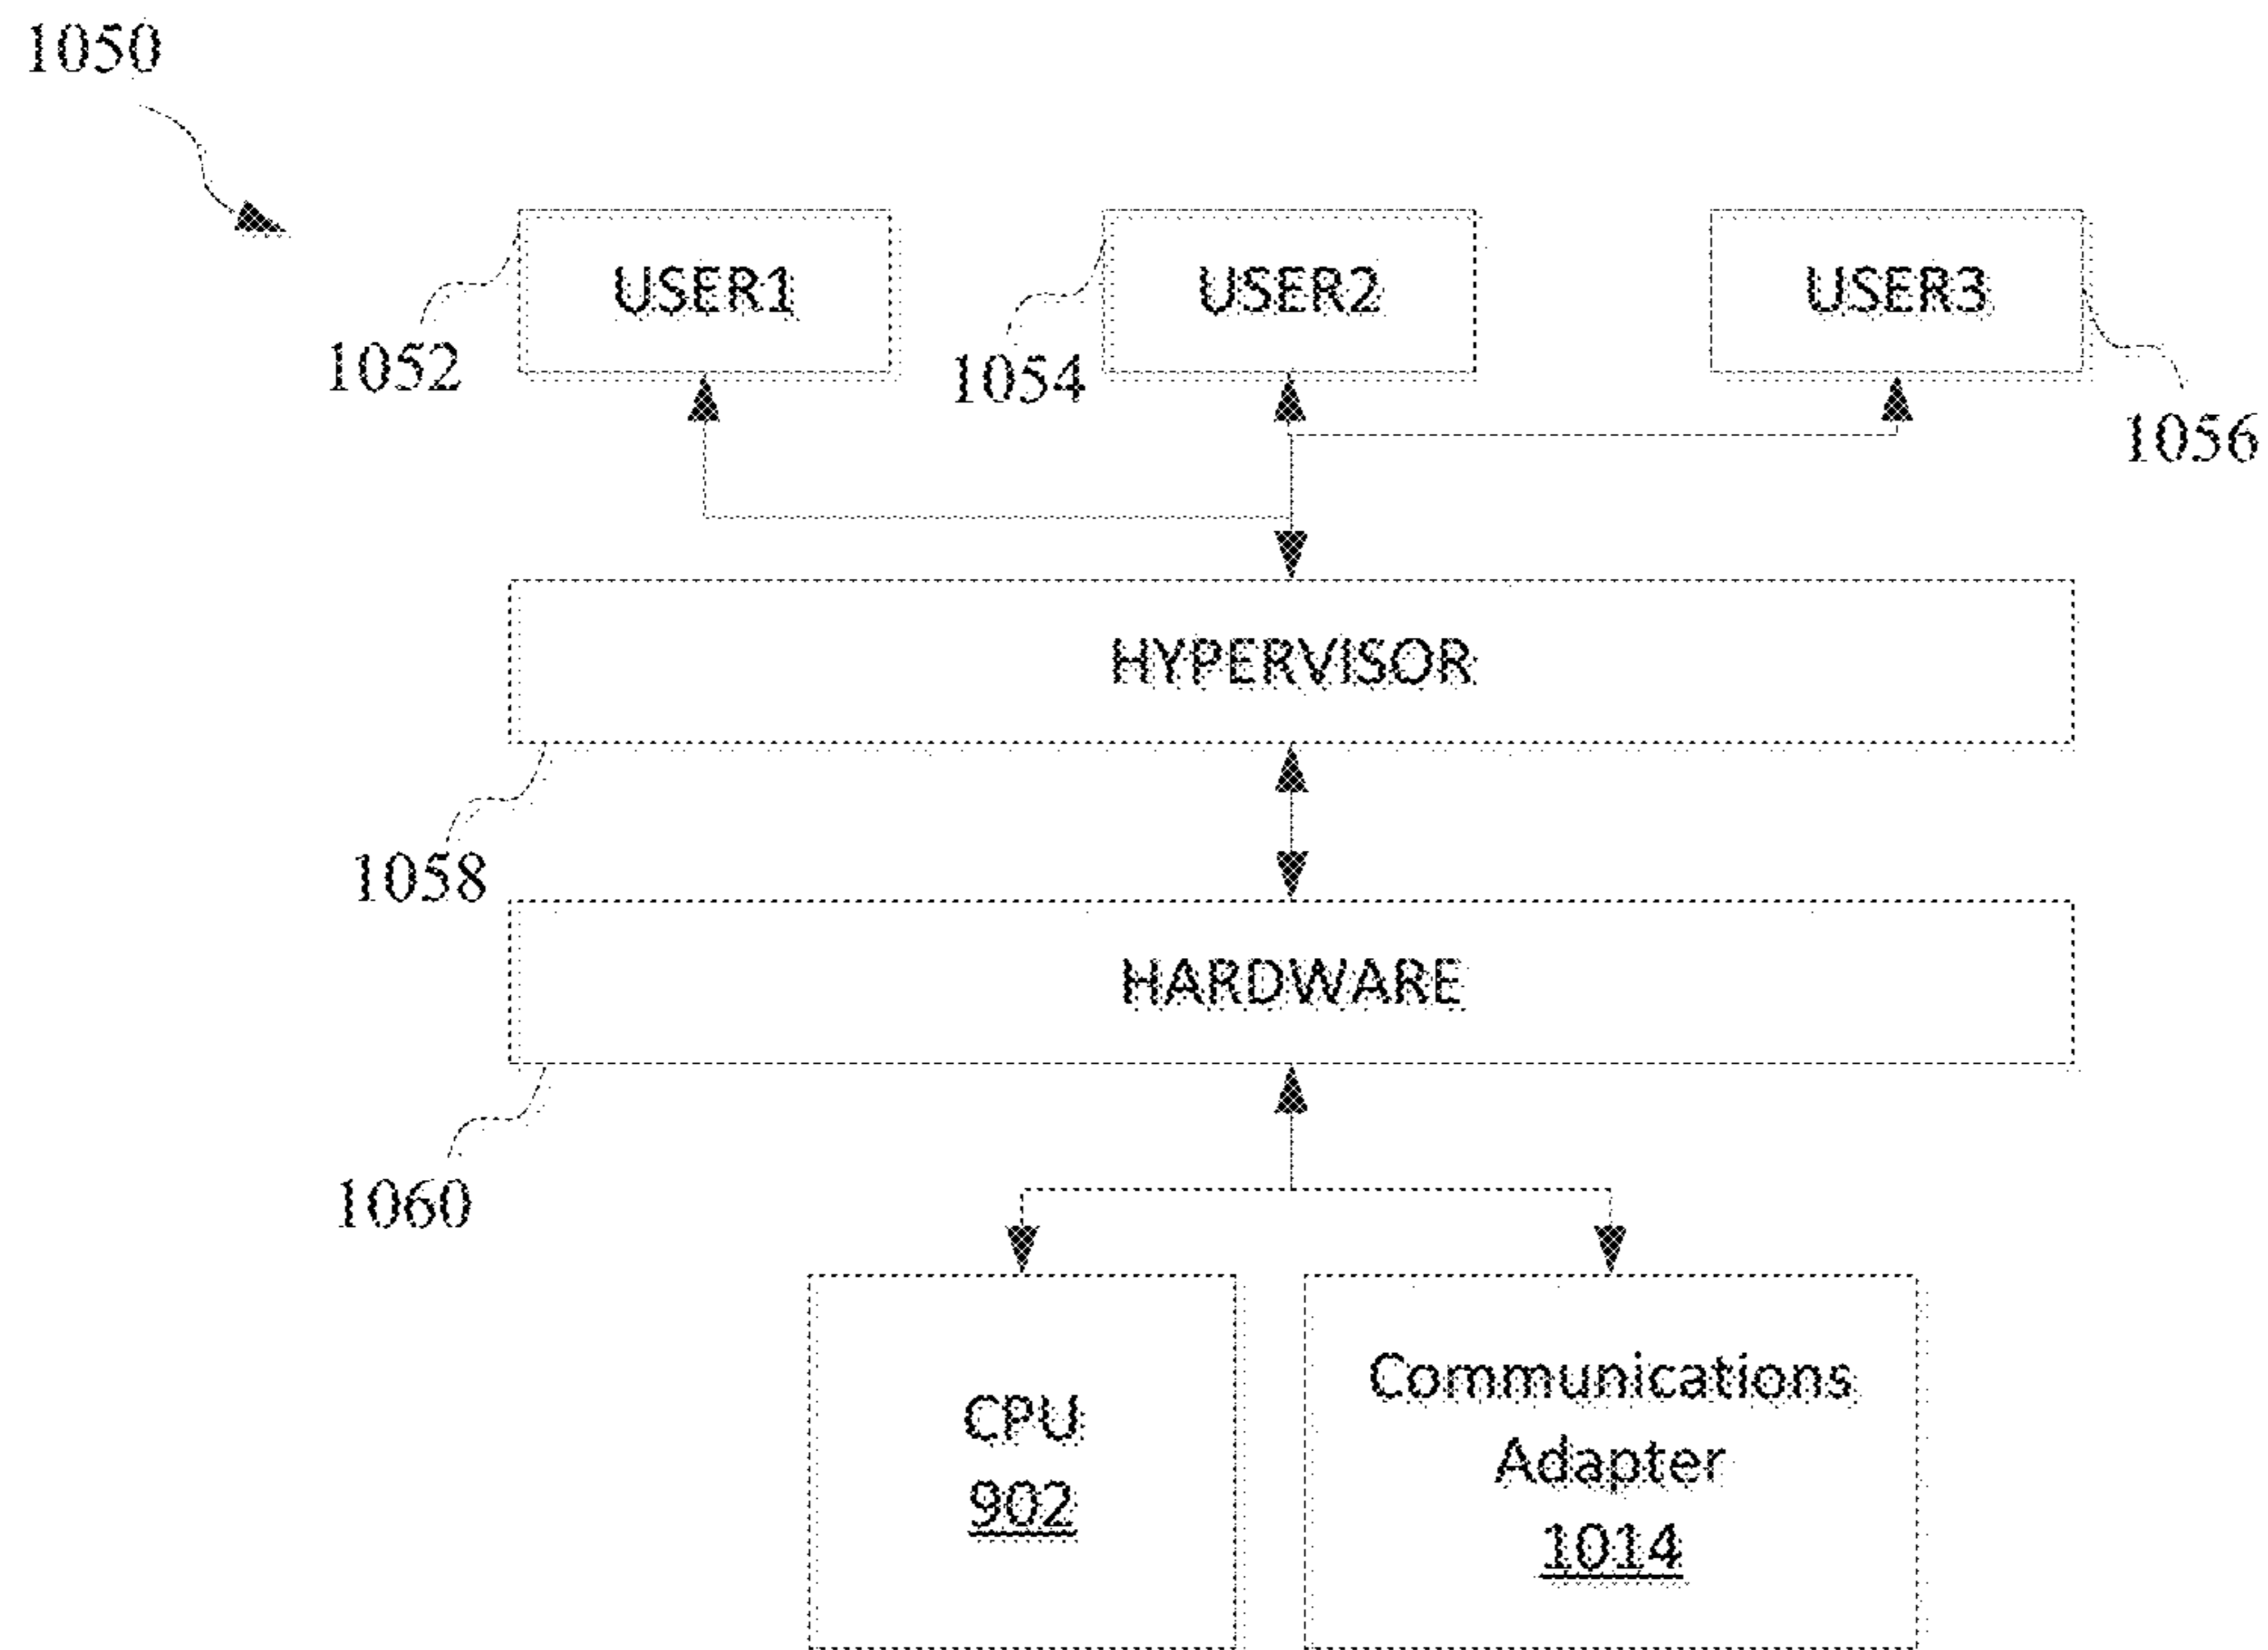 1050
USER1
USER2
USER3
1052
1054
1056
HYPERVISOR
1058
HARDWARE
1060
CPU
902
Communications
Adapter
1014